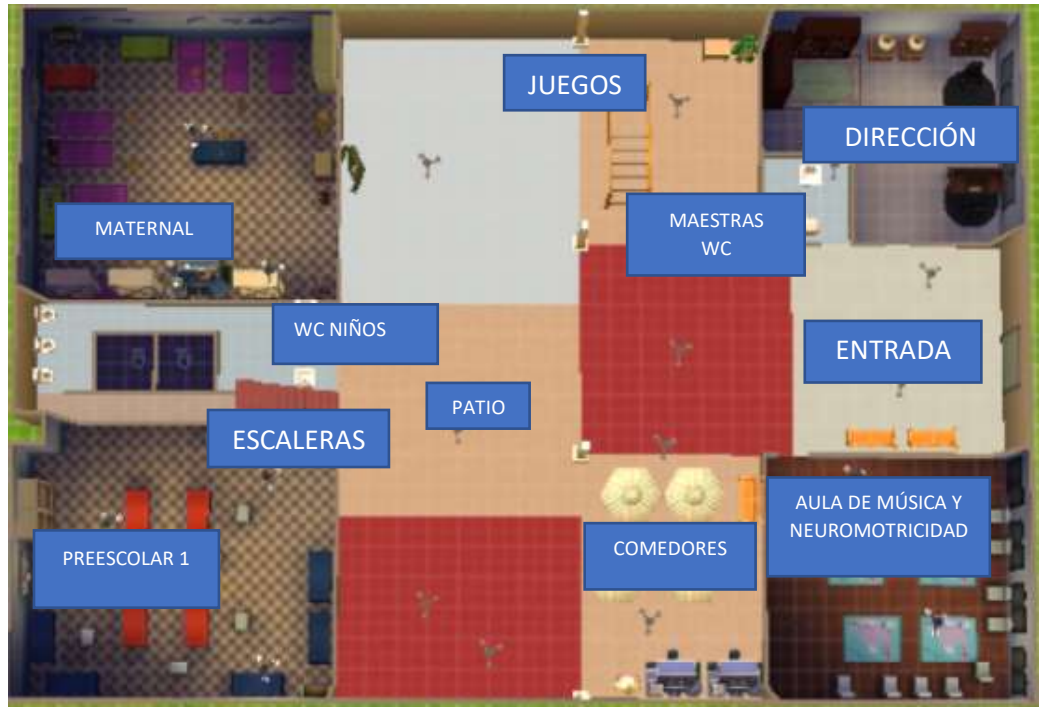 JUEGOS
DIRECCIÓN
MATERNAL
MAESTRAS
WC
WC NIÑOS
ENTRADA
PATIO
ESCALERAS
AULA DE MÚSICA Y
NEUROMOTRICIDAD
COMEDORES
PREESCOLAR 1